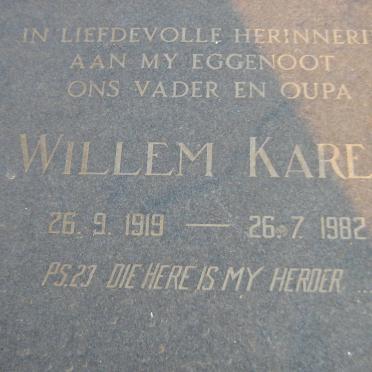 IN LIEFDEVOLLE HERINNERI
AAN MY EGGENOOT
ONS VADER EN OUPA
WILLEM KARE
26. 9. 1919 — 26. 7. 1982
PS.23 DIE HERE IS MY HERDER ...